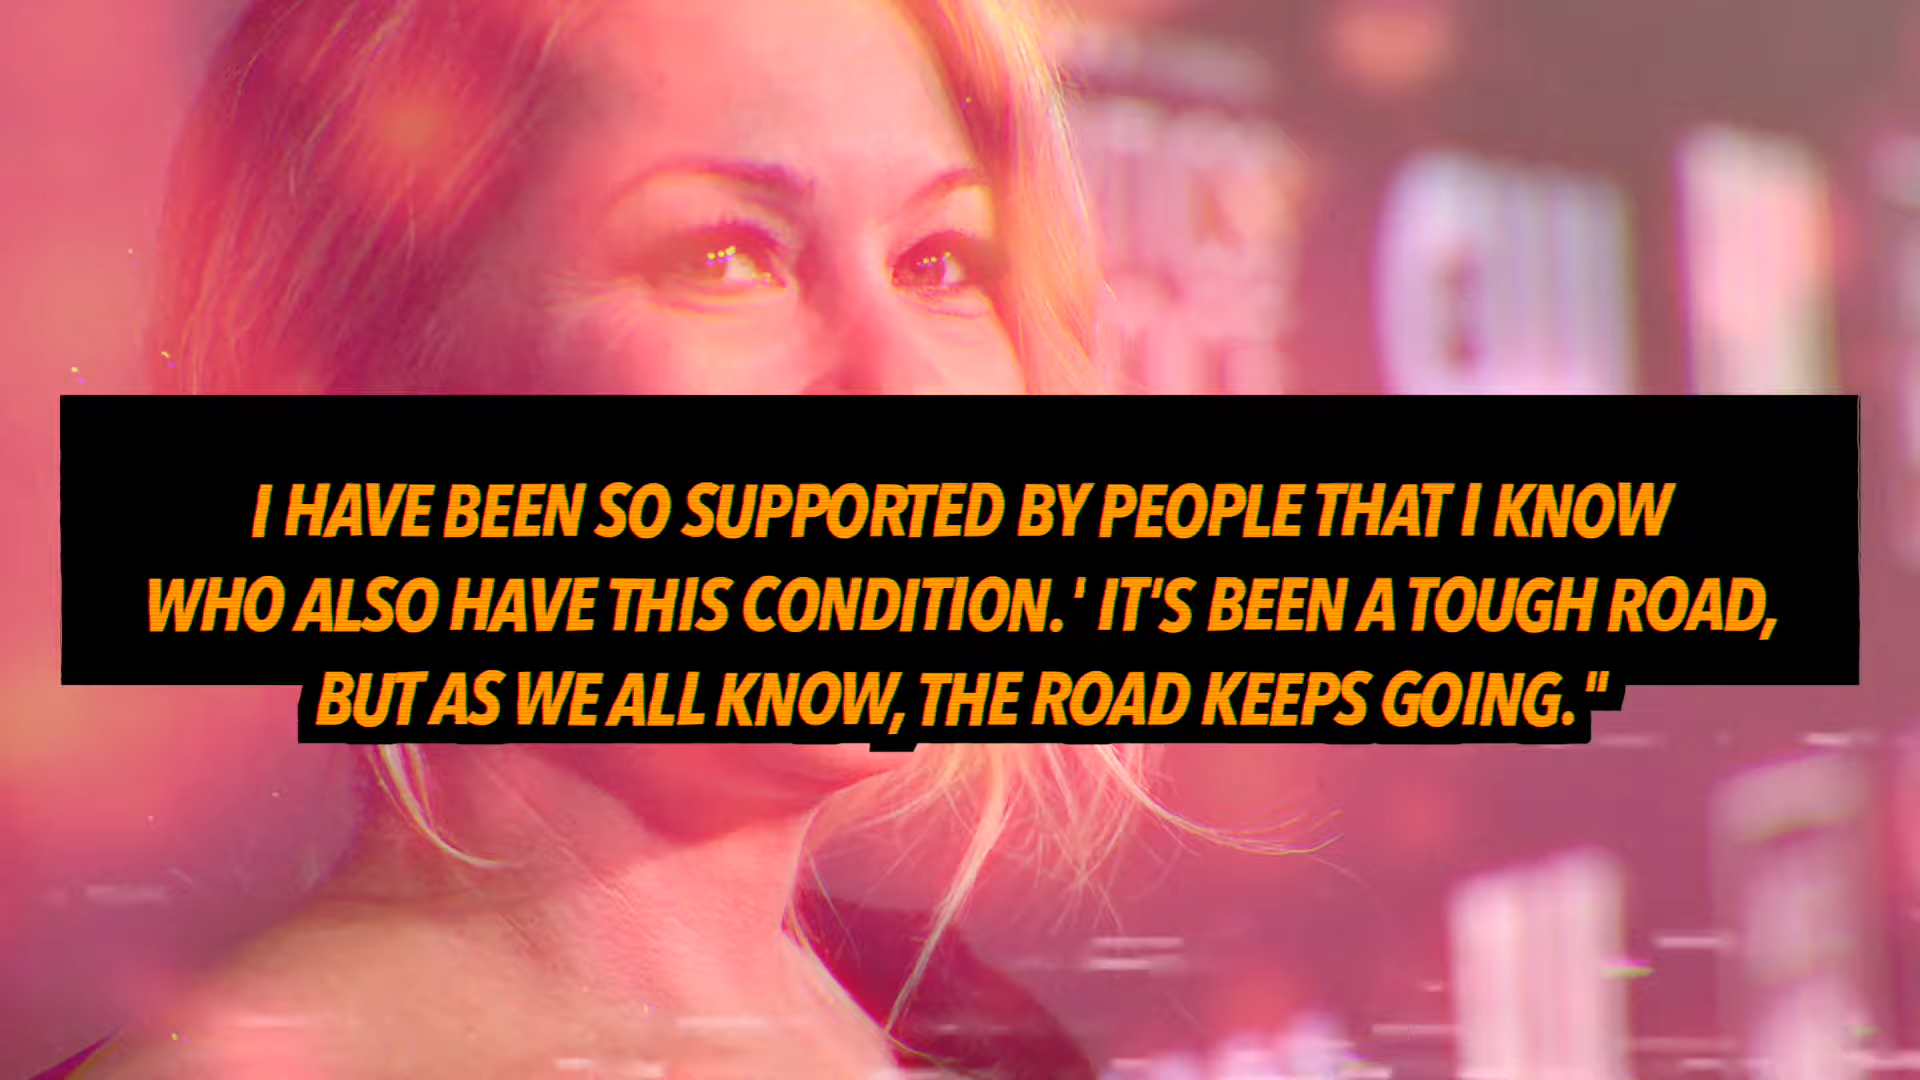 I HAVE BEEN SO SUPPORTED BY PEOPLE THAT I KNOW
WHO ALSO HAVE THIS CONDITION.' IT'S BEEN A TOUGH ROAD,
BUT AS WE ALL KNOW, THE ROAD KEEPS GOING."